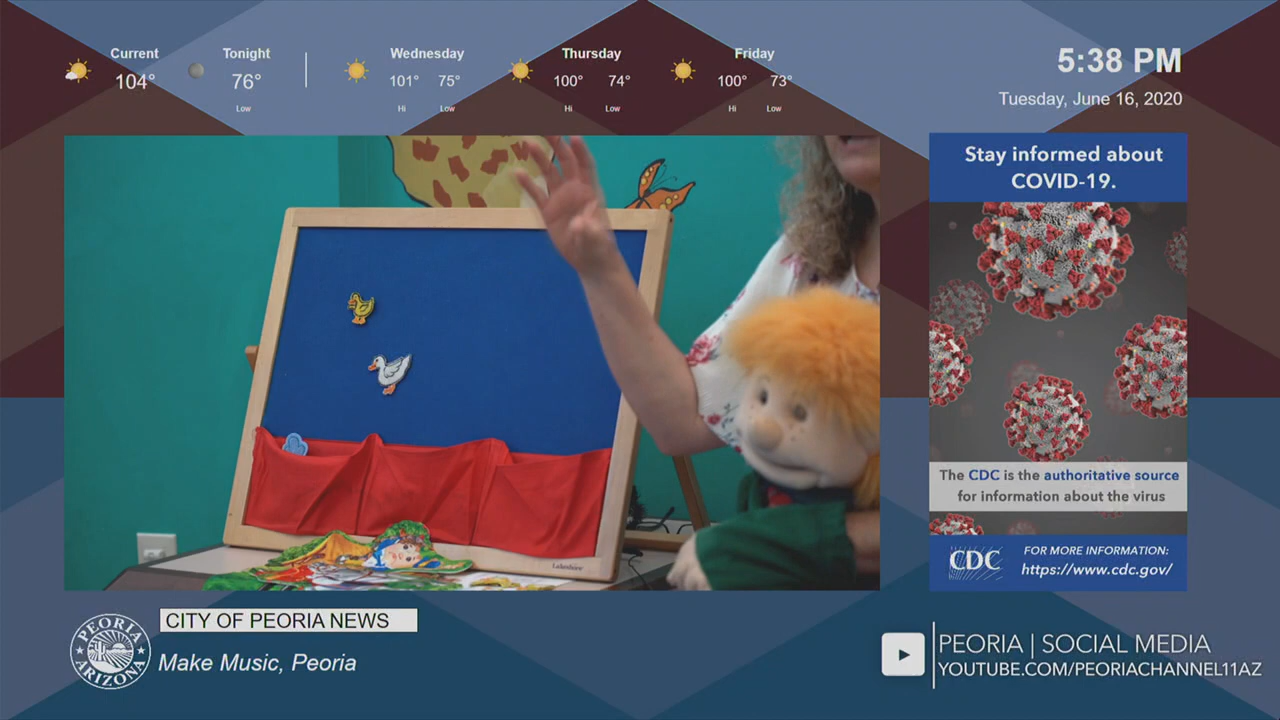 Current
104°
Tonight
76°
Low
Wednesday
101° 75°
Hi Low
Thursday
100° 74°
Hi Low
Friday
100° 73°
Hi Low
5:38 PM
Tuesday, June 16, 2020
Stay informed about
COVID-19.
The CDC is the authoritative source
for information about the virus
CDC
FOR MORE INFORMATION:
https://www.cdc.gov/
Lakeshore
PEORIA
ARIZONA
CITY OF PEORIA NEWS
Make Music, Peoria
PEORIA | SOCIAL MEDIA
YOUTUBE.COM/PEORIACHANNEL11AZ